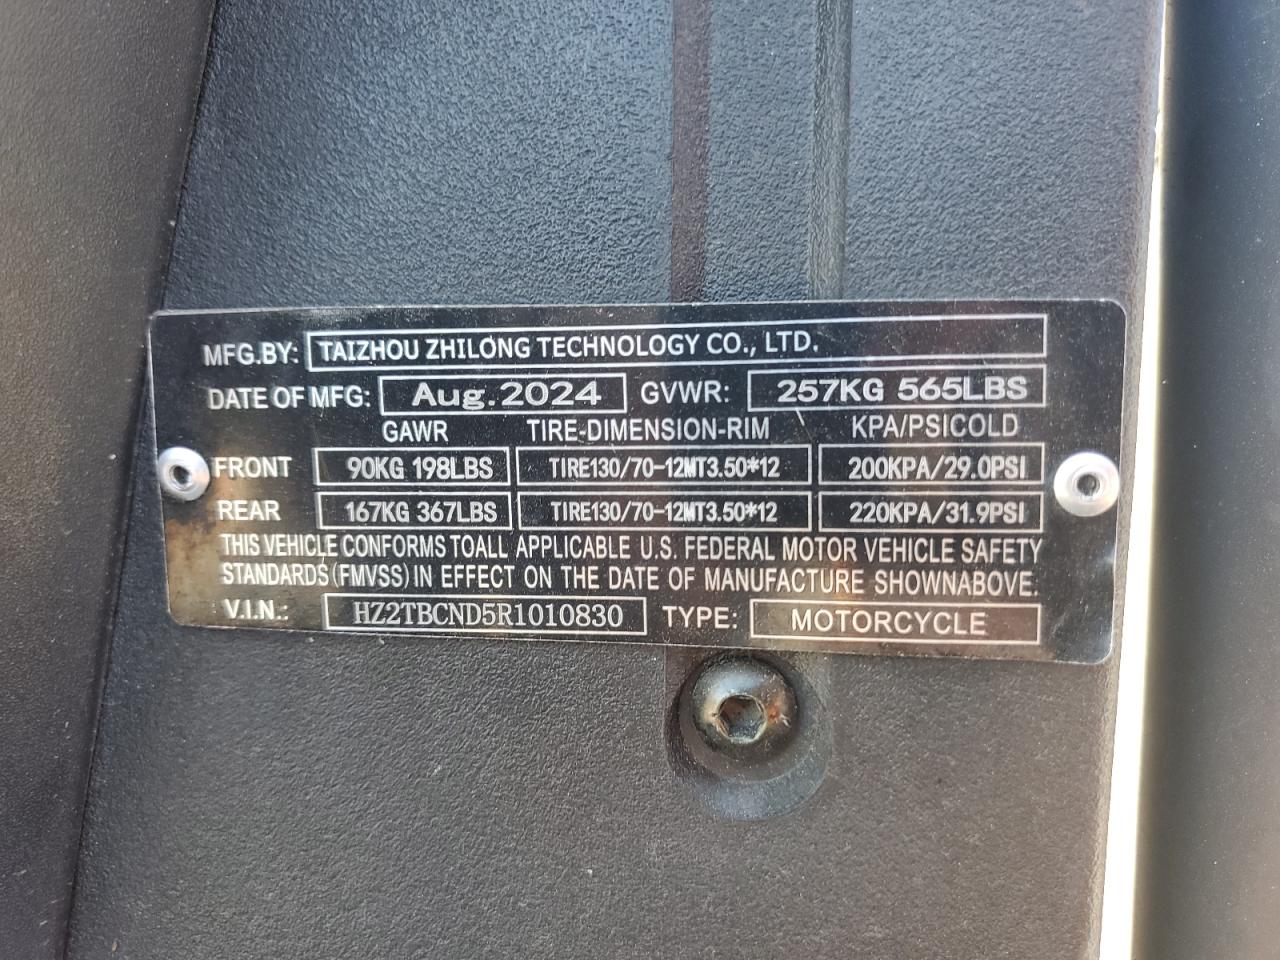 MFG.BY: TAIZHOU ZHILONG TECHNOLOGY CO., LTD.
DATE OF MFG: Aug.2024 GVWR: 257KG 565LBS
GAWR TIRE-DIMENSION-RIM KPA/PSICOLD
FRONT 90KG 198LBS TIRE130/70-12MT3.50*12 200KPA/29.0PSI
REAR 167KG 367LBS TIRE130/70-12MT3.50*12 220KPA/31.9PSI
THIS VEHICLE CONFORMS TOALL APPLICABLE U.S. FEDERAL MOTOR VEHICLE SAFETY
STANDARDS (FMVSS) IN EFFECT ON THE DATE OF MANUFACTURE SHOWNABOVE.
V.I.N.: HZ2TBCND5R1010830 TYPE: MOTORCYCLE